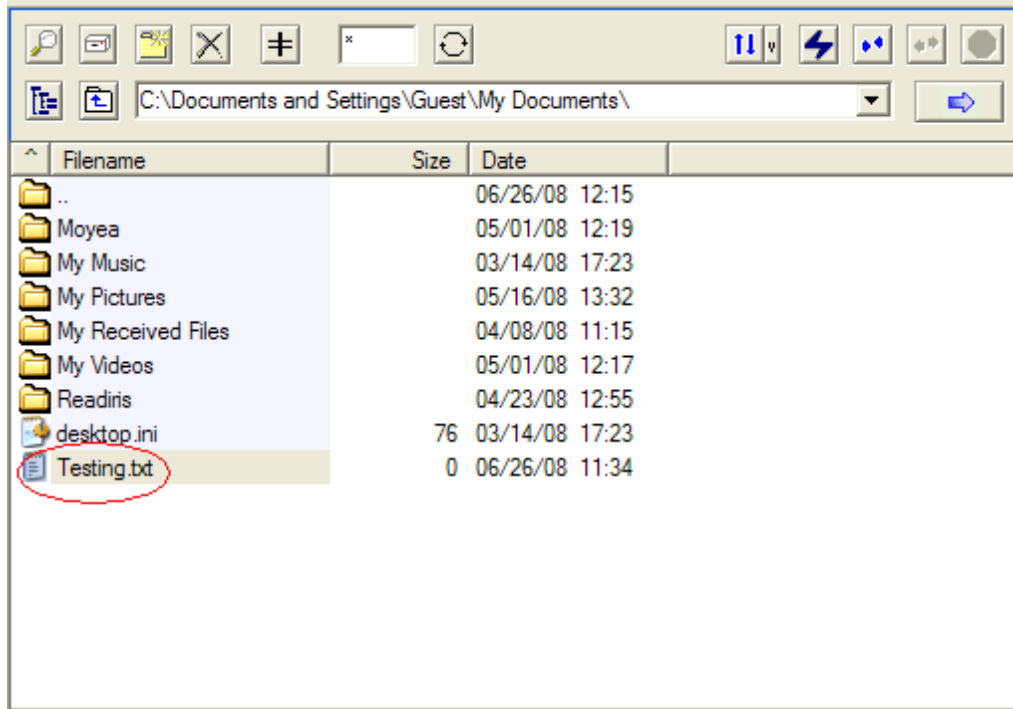 *
C:\Documents and Settings\Guest\My Documents\
^ Filename Size Date
.. 06/26/08 12:15
Moyea 05/01/08 12:19
My Music 03/14/08 17:23
My Pictures 05/16/08 13:32
My Received Files 04/08/08 11:15
My Videos 05/01/08 12:17
Readiris 04/23/08 12:55
desktop.ini 76 03/14/08 17:23
Testing.txt 0 06/26/08 11:34